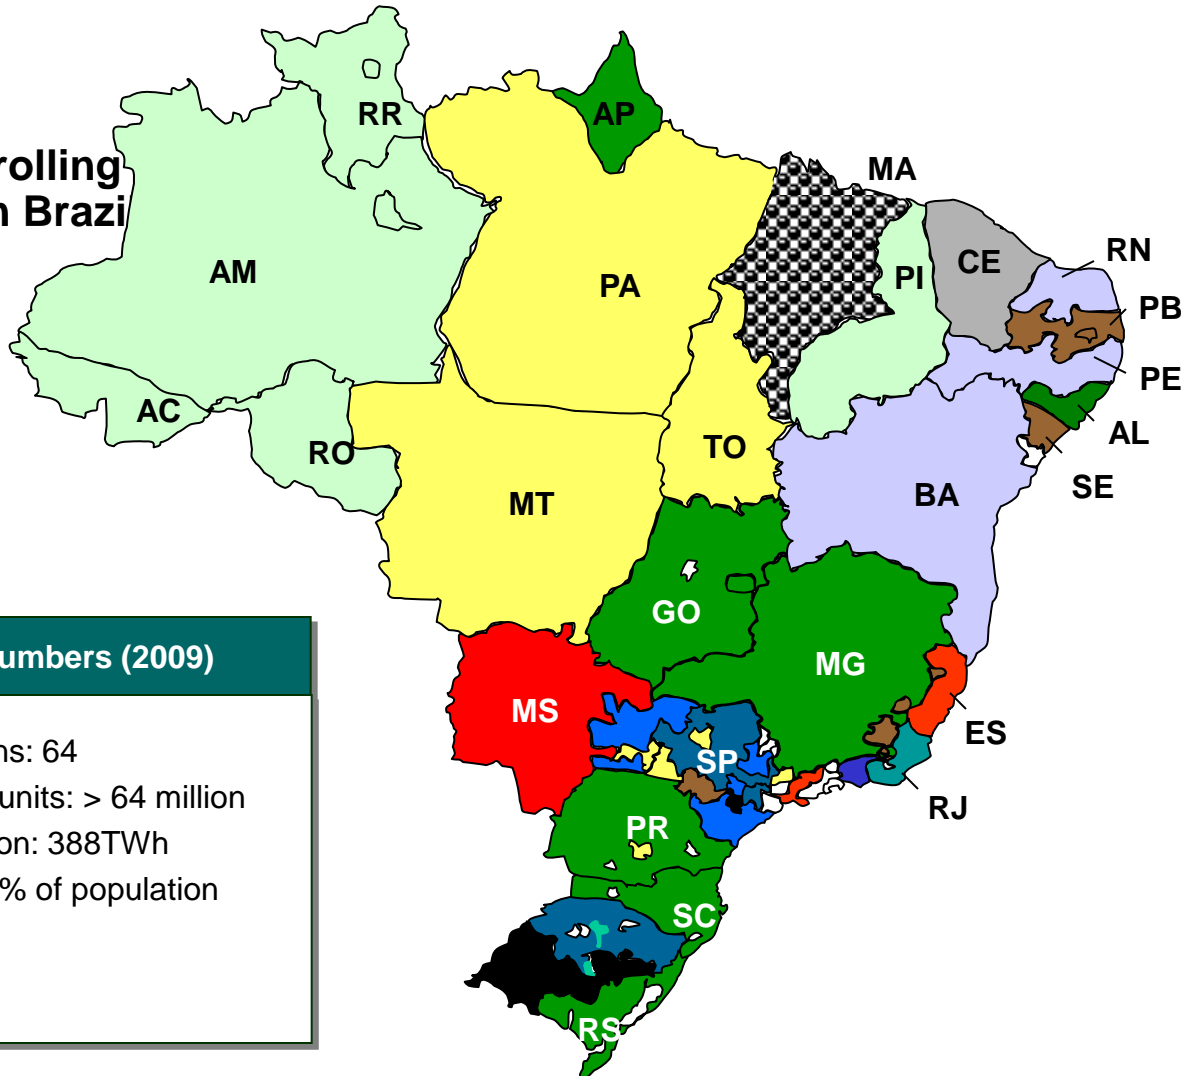 RR
AP
rolling
MA
n Brazi
RN
CE
AM
PI
PA
PB
PE
AC
AL
TO
RO
SE
BA
MT
GO
umbers (2009)
MG
MS
ES
ns: 64
SP
units: > 64 million
RJ
PR
on: 388TWh
% of population
SC
RS